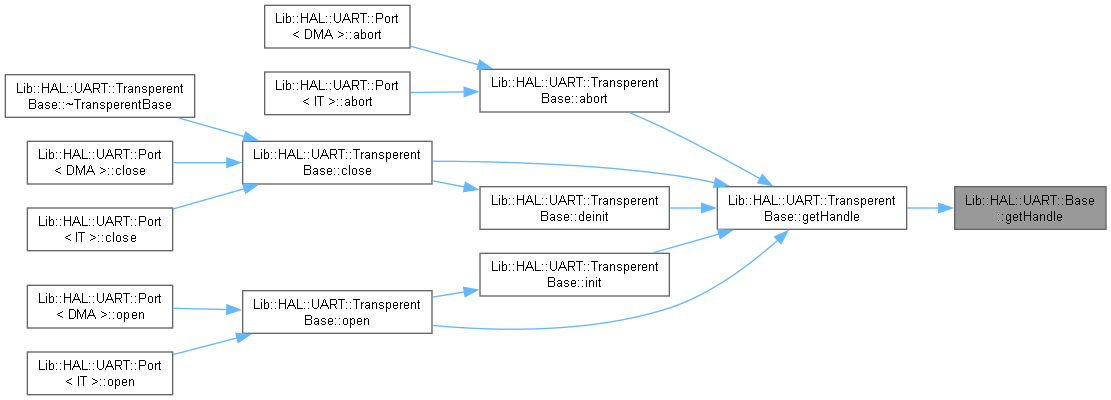 Lib::HAL::UART::Port
< DMA >::abort
Lib::HAL::UART::Port
< IT >::abort
Lib::HAL::UART::Transperent
Base::abort
Lib::HAL::UART::Transperent
Base::~TransperentBase
Lib::HAL::UART::Port
< DMA >::close
Lib::HAL::UART::Port
< IT >::close
Lib::HAL::UART::Transperent
Base::close
Lib::HAL::UART::Transperent
Base::deinit
Lib::HAL::UART::Transperent
Base::getHandle
Lib::HAL::UART::Base
::getHandle
Lib::HAL::UART::Transperent
Base::init
Lib::HAL::UART::Port
< DMA >::open
Lib::HAL::UART::Port
< IT >::open
Lib::HAL::UART::Transperent
Base::open